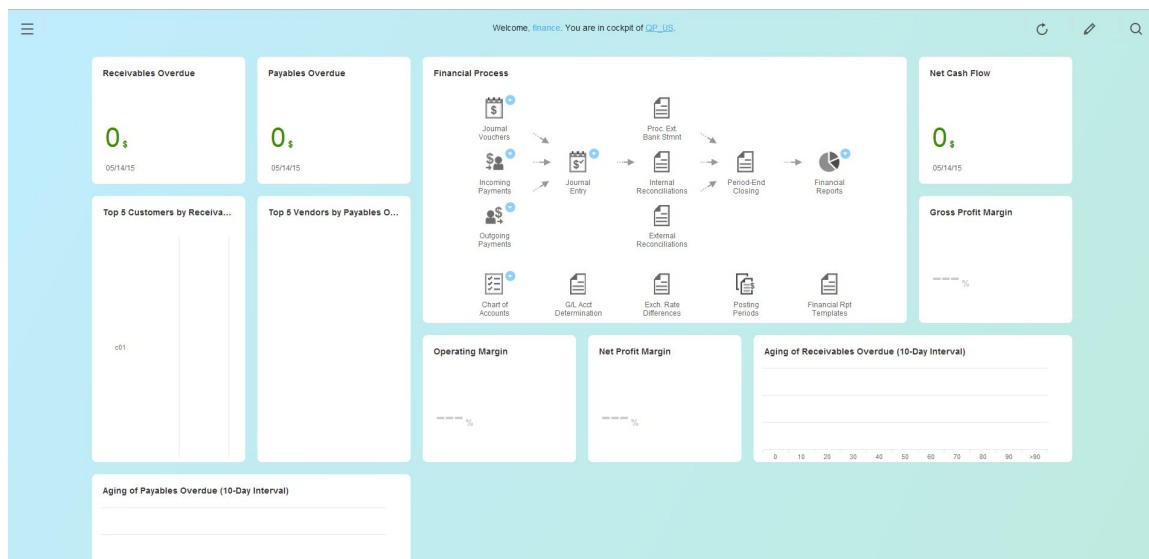 Welcome, finance. You are in cockpit of QP_US.
Receivables Overdue
0 $
05/14/15
Payables Overdue
0 $
05/14/15
Financial Process
Journal
Vouchers
Proc. Ext.
Bank Stmnt
Incoming
Payments
Journal
Entry
Internal
Reconciliations
Period-End
Closing
Financial
Reports
Outgoing
Payments
External
Reconciliations
Chart of
Accounts
G/L Acct
Determination
Exch. Rate
Differences
Posting
Periods
Financial Rpt
Templates
Net Cash Flow
0 $
05/14/15
Top 5 Customers by Receiva...
c01
Top 5 Vendors by Payables O...
Gross Profit Margin
--- %
Operating Margin
--- %
Net Profit Margin
--- %
Aging of Receivables Overdue (10-Day Interval)
0 10 20 30 40 50 60 70 80 90 >90
Aging of Payables Overdue (10-Day Interval)